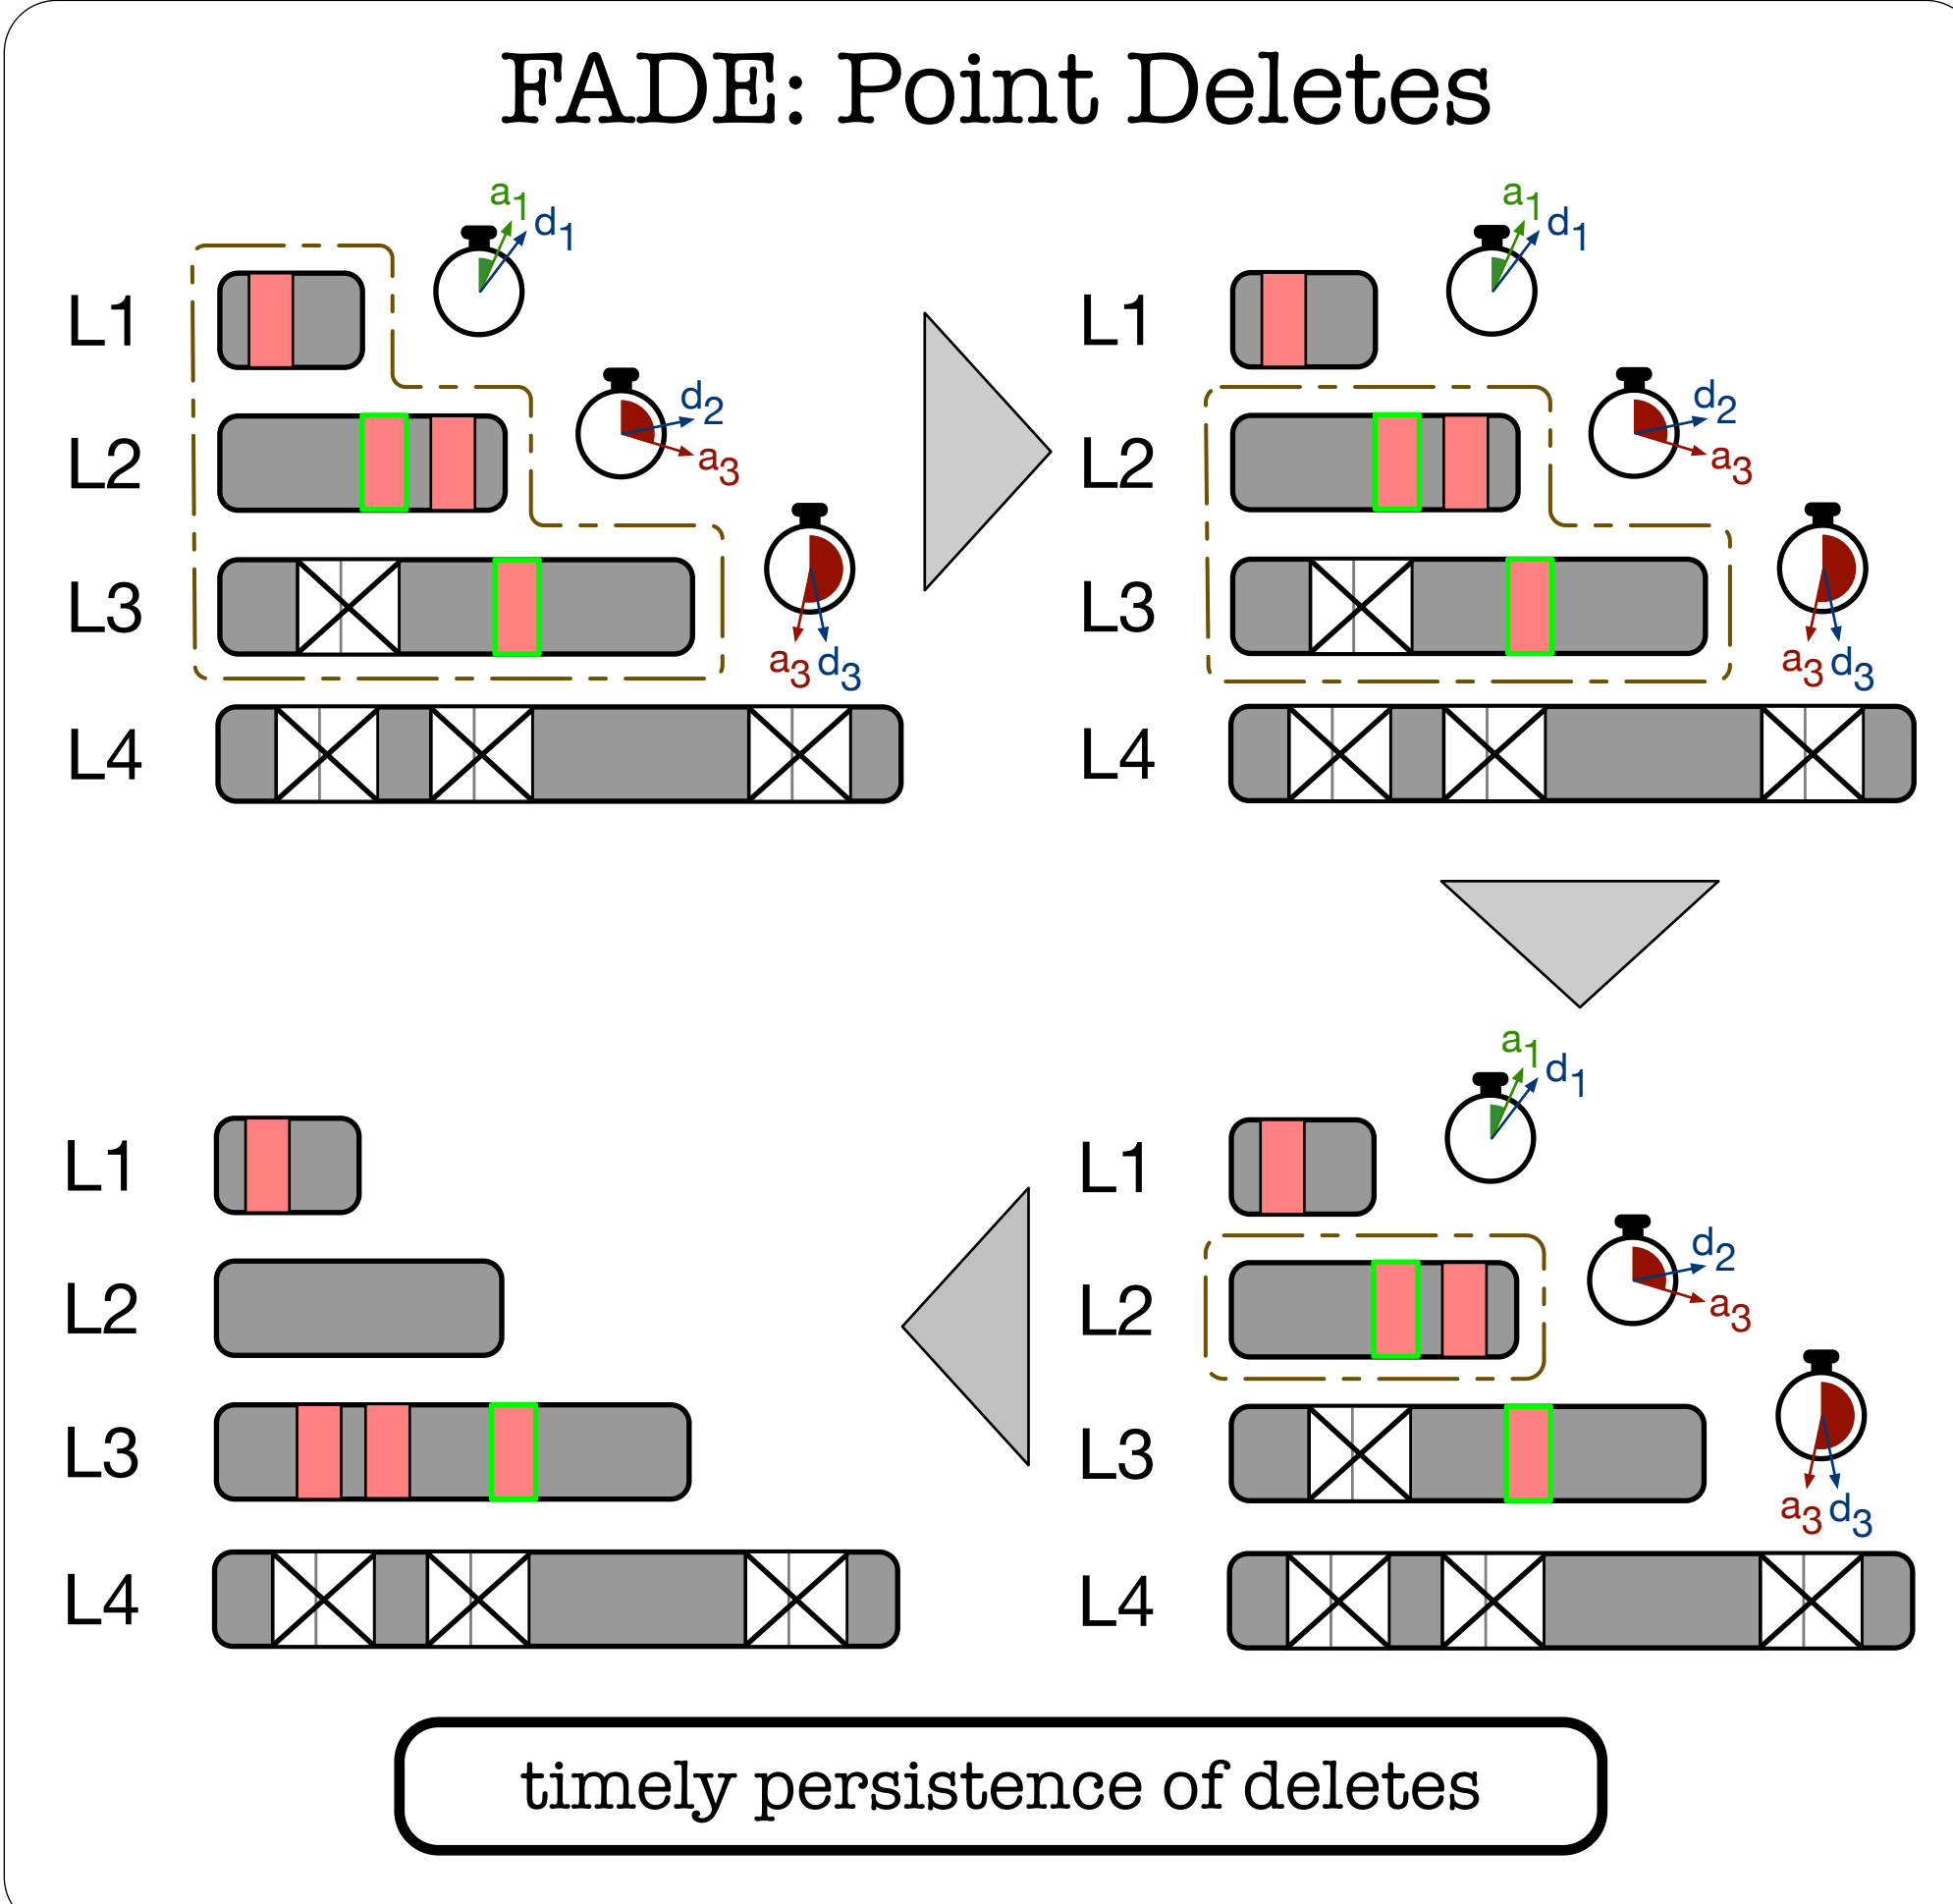 FADE: Point Deletes
a1 d1
L1
d2
L2
a3
L3
a3 d3
L4
a1 d1
L1
d2
L2
a3
L3
a3 d3
L4
L1
L2
L3
L4
a1 d1
L1
d2
L2
a3
L3
a3 d3
L4
timely persistence of deletes